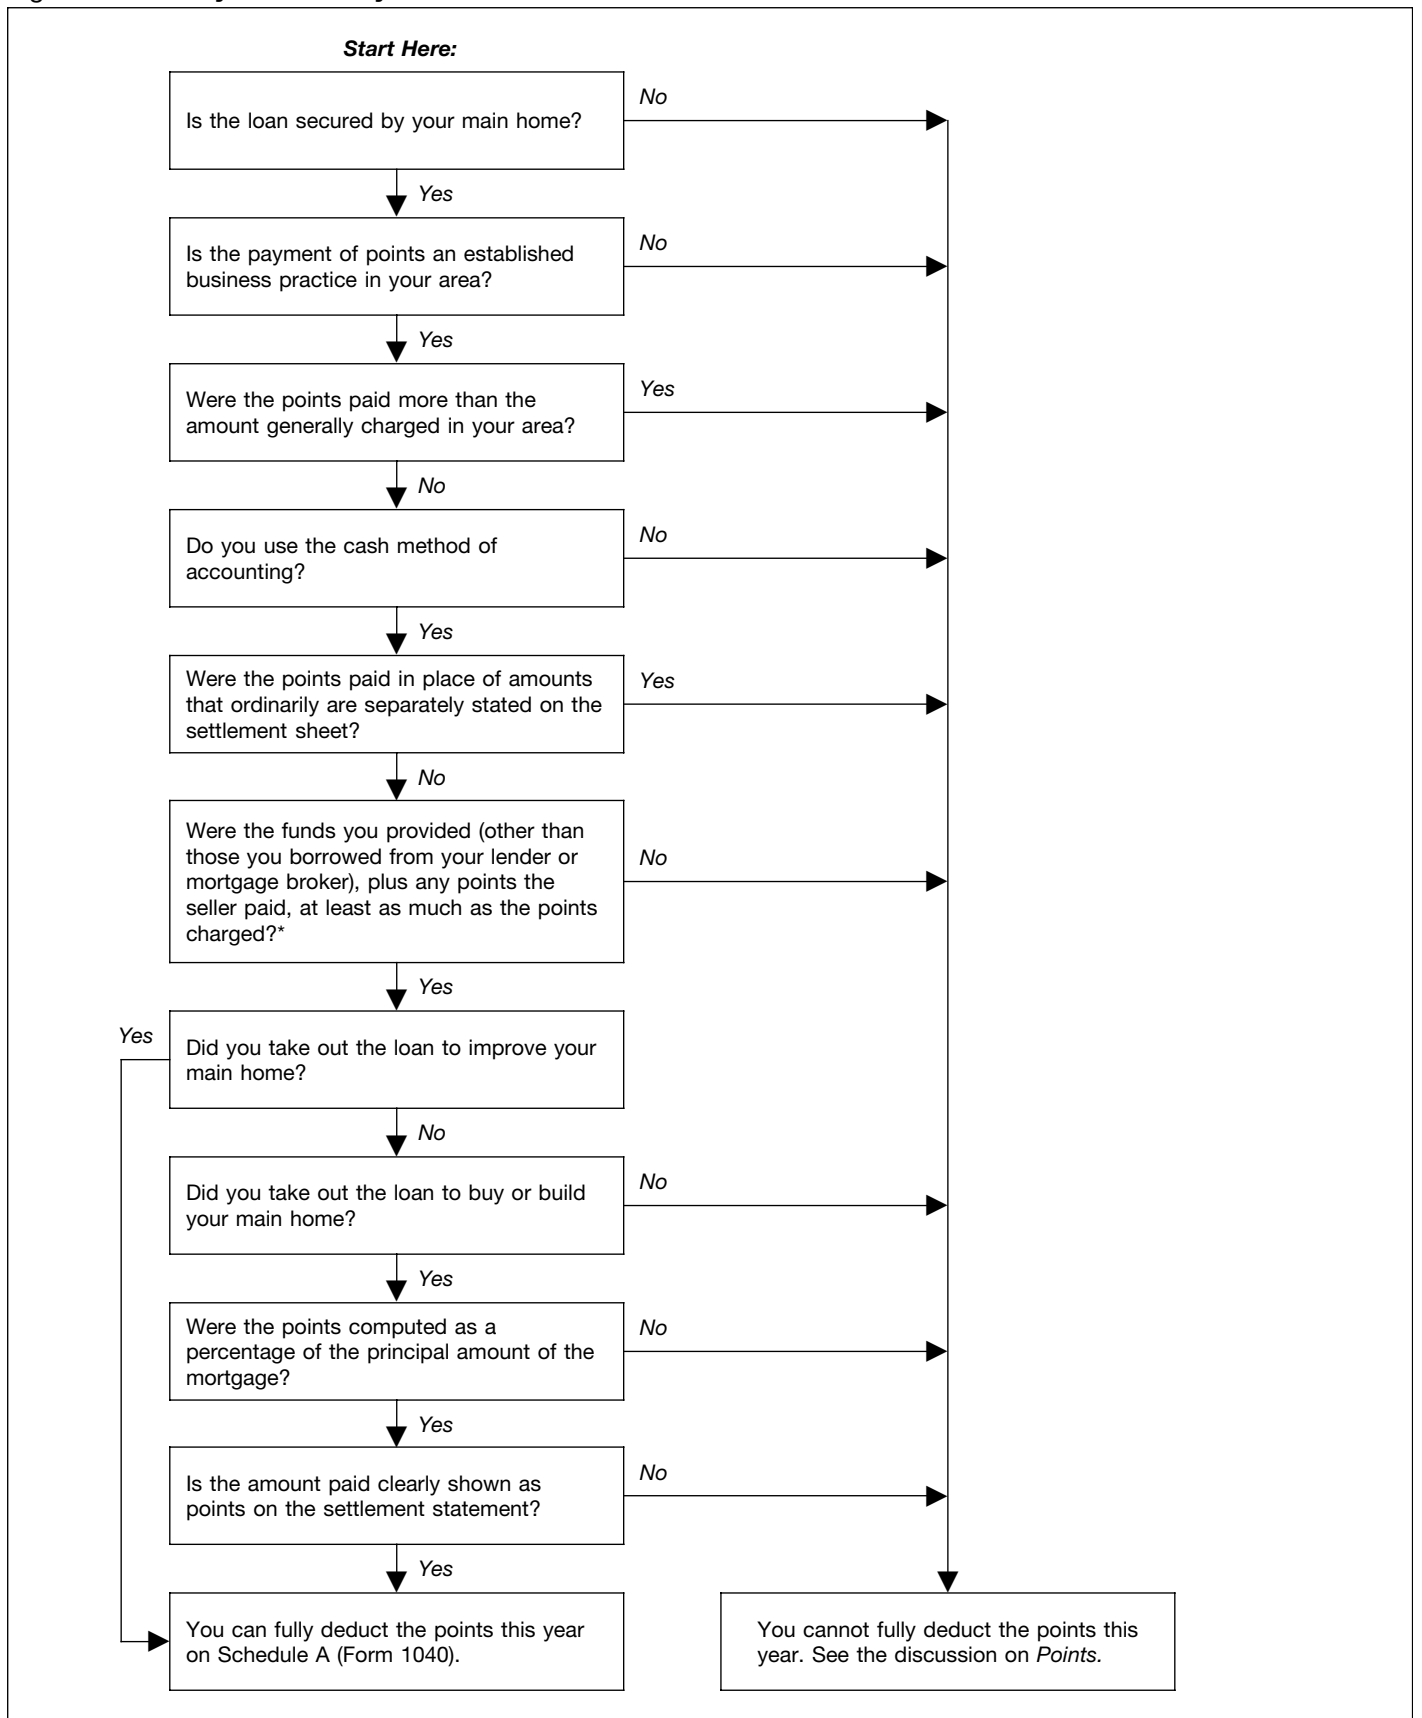 Start Here:
Is the loan secured by your main home?
No
Yes
Is the payment of points an established
business practice in your area?
No
Yes
Were the points paid more than the
amount generally charged in your area?
Yes
No
Do you use the cash method of
accounting?
No
Yes
Were the points paid in place of amounts
that ordinarily are separately stated on the
settlement sheet?
Yes
No
Were the funds you provided (other than
those you borrowed from your lender or
mortgage broker), plus any points the
seller paid, at least as much as the points
charged?*
No
Yes
Yes
Did you take out the loan to improve your
main home?
No
Did you take out the loan to buy or build
your main home?
No
Yes
Were the points computed as a
percentage of the principal amount of the
mortgage?
No
Yes
Is the amount paid clearly shown as
points on the settlement statement?
No
Yes
You can fully deduct the points this year
on Schedule A (Form 1040).
You cannot fully deduct the points this
year. See the discussion on Points.